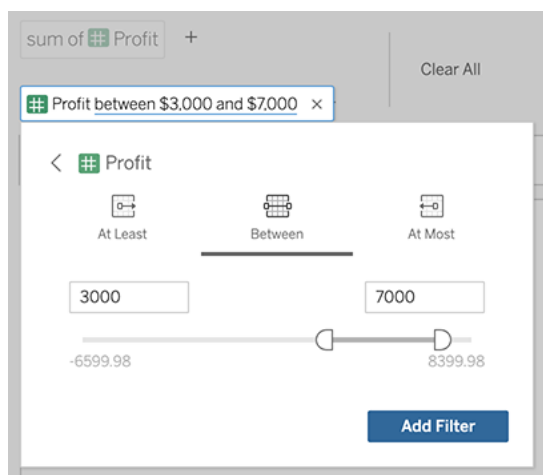 sum of # Profit +
Clear All
# Profit between $3,000 and $7,000 ×
# Profit
At Least Between At Most
3000 7000
-6599.98 8399.98
Add Filter